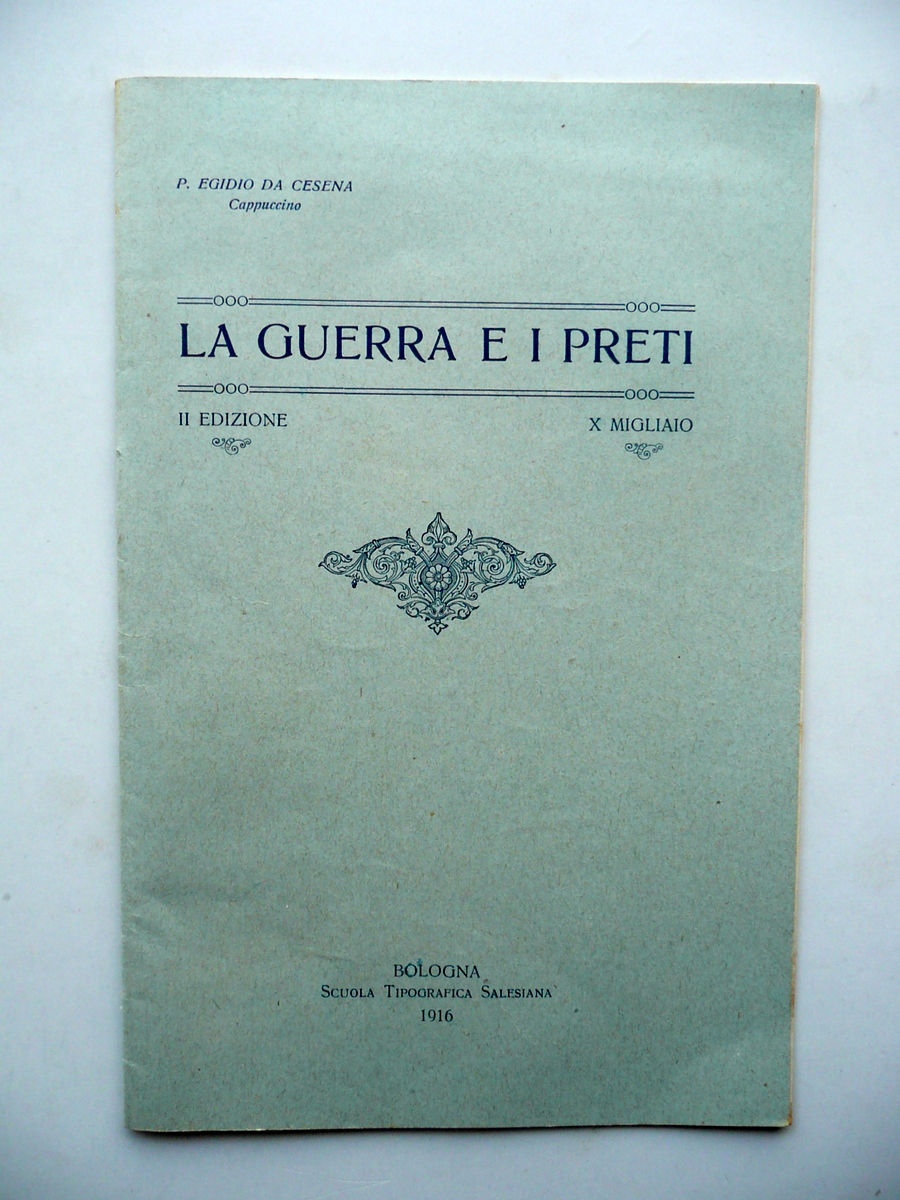 P. EGIDIO DA CESENA
Cappuccino
LA GUERRA E I PRETI
II EDIZIONE
X MIGLIAIO
BOLOGNA
SCUOLA TIPOGRAFICA SALESIANA
1916